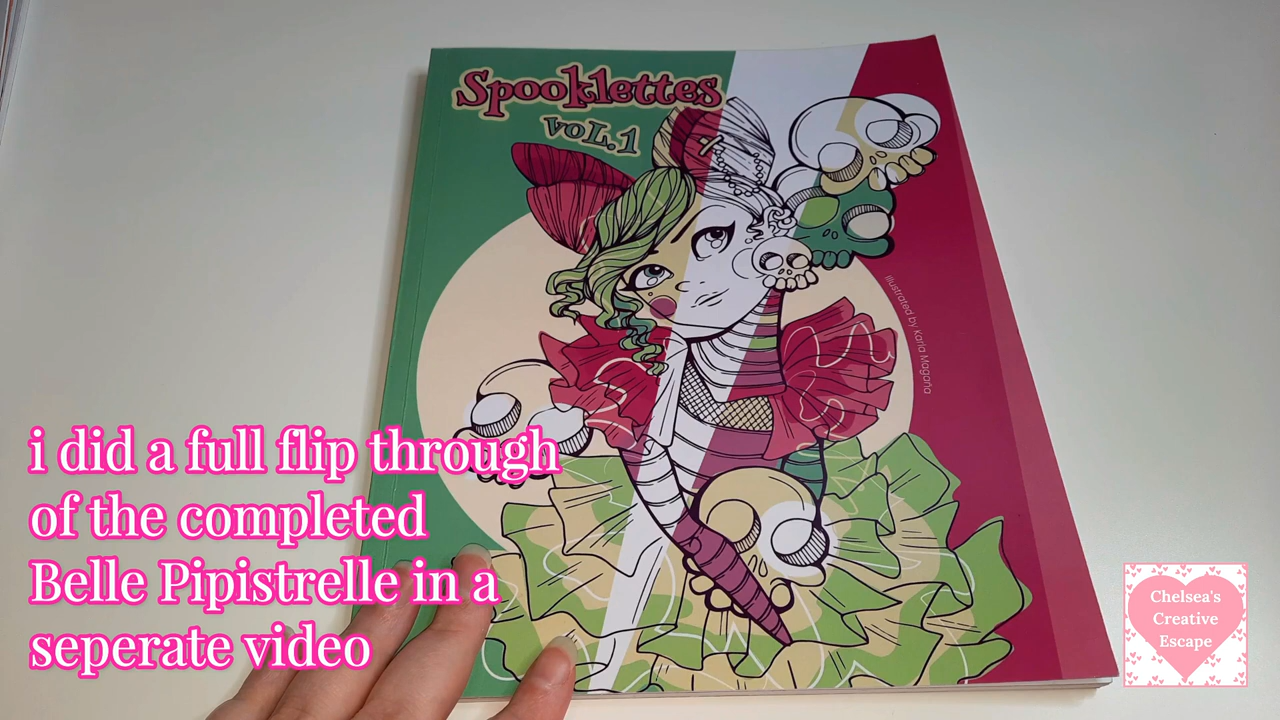 Spooklettes
VOL.1
Illustrated by Karla Magaña
i did a full flip through
of the completed
Belle Pipistrelle in a
seperate video
Chelsea's
Creative
Escape